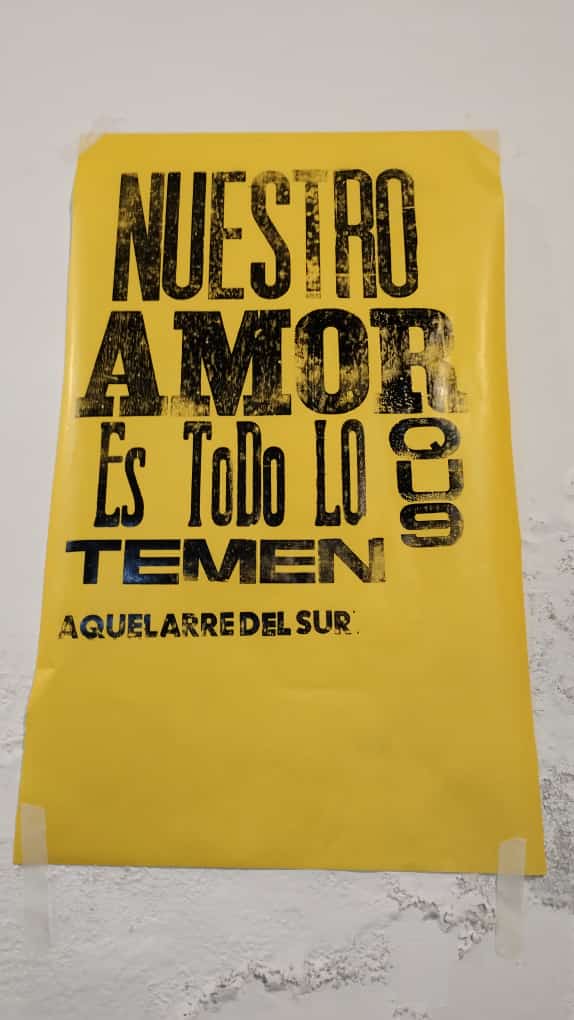 NUESTRO
AMOR
Es ToDo LO QUe
TEMEN
AQUELARRE DEL SUR.